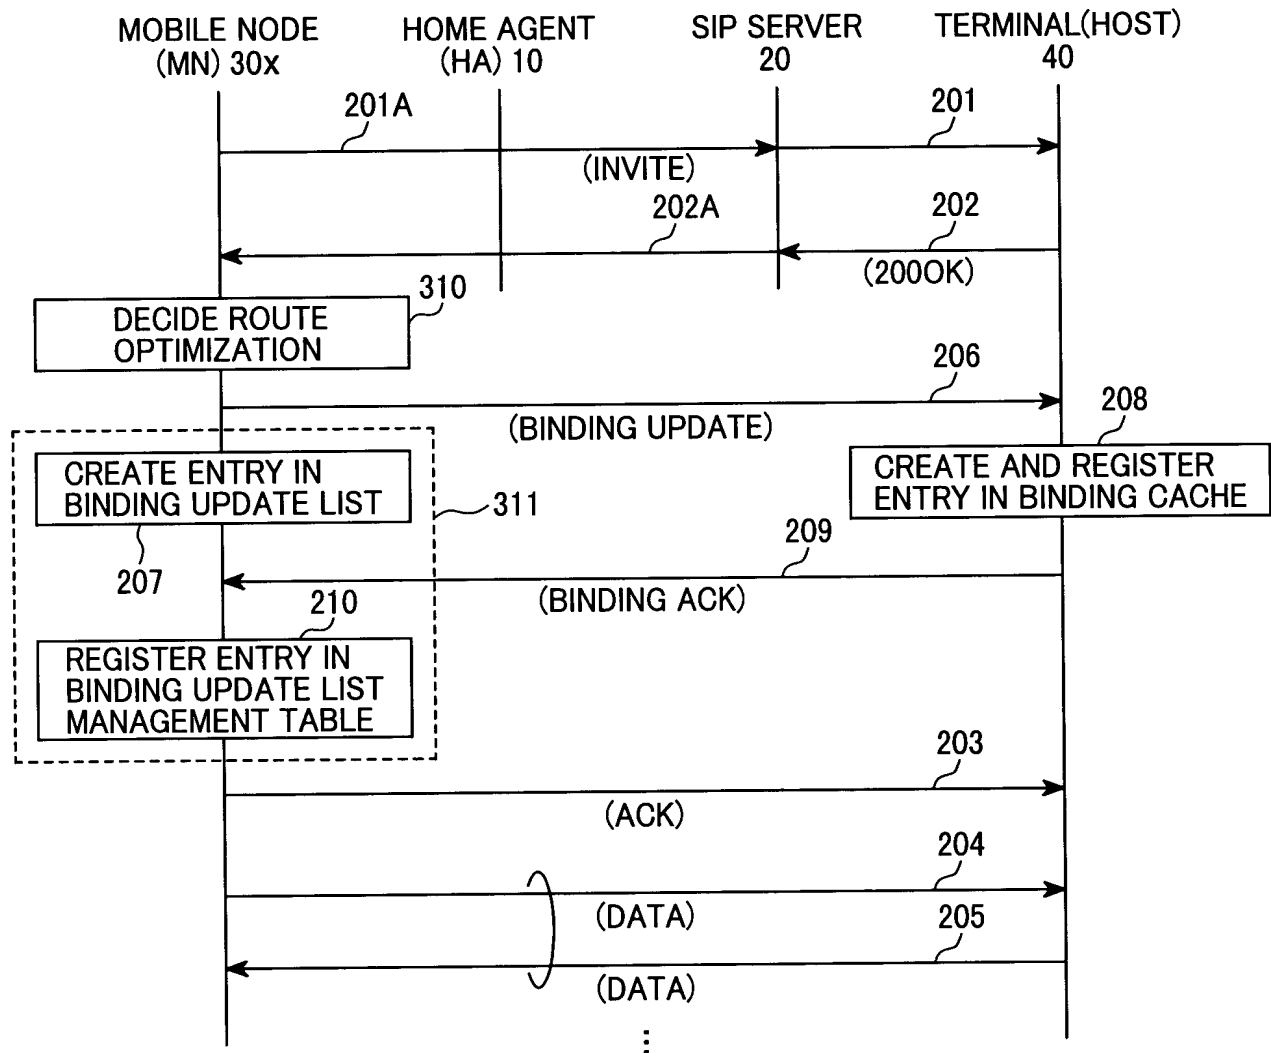 MOBILE NODE
(MN) 30x
HOME AGENT
(HA) 10
SIP SERVER
20
TERMINAL(HOST)
40
201A
201
(INVITE)
202A
202
(200OK)
310
DECIDE ROUTE
OPTIMIZATION
206
(BINDING UPDATE)
208
CREATE ENTRY IN
BINDING UPDATE LIST
CREATE AND REGISTER
ENTRY IN BINDING CACHE
311
207
209
(BINDING ACK)
210
REGISTER ENTRY IN
BINDING UPDATE LIST
MANAGEMENT TABLE
203
(ACK)
204
(DATA)
205
(DATA)